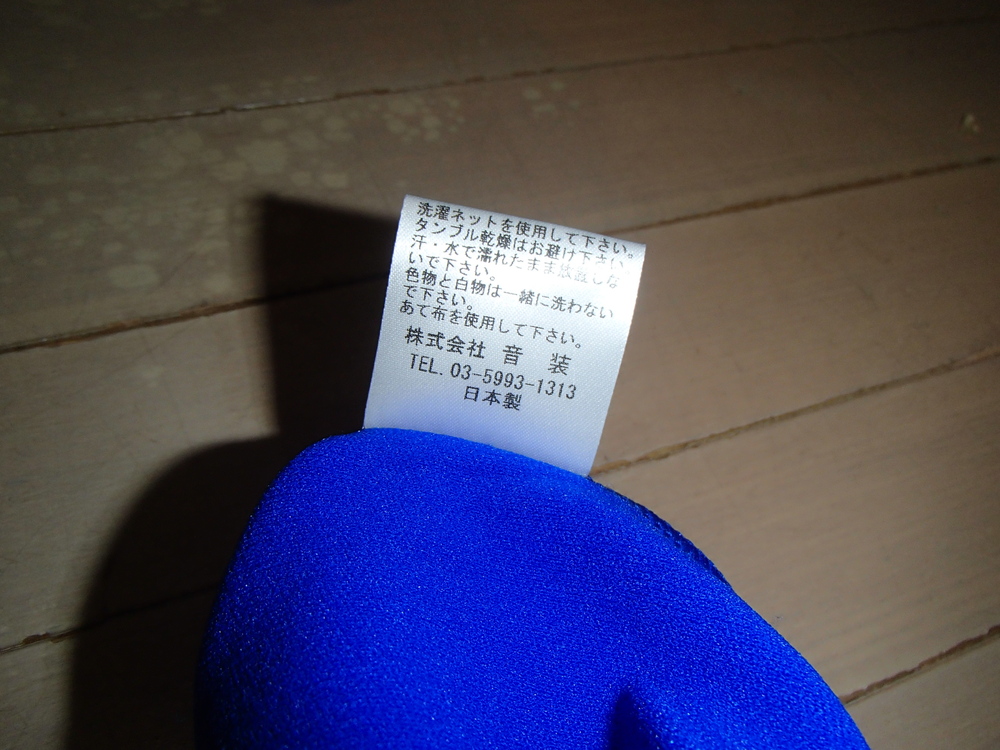 洗濯ネットを使用して下さい。
タンブル乾燥はお避け下さい。
汗・水で濡れたまま放置しな
いで下さい。
色物と白物は一緒に洗わない
で下さい。
あて布を使用して下さい。
株式会社 音 装
TEL. 03-5993-1313
日本製